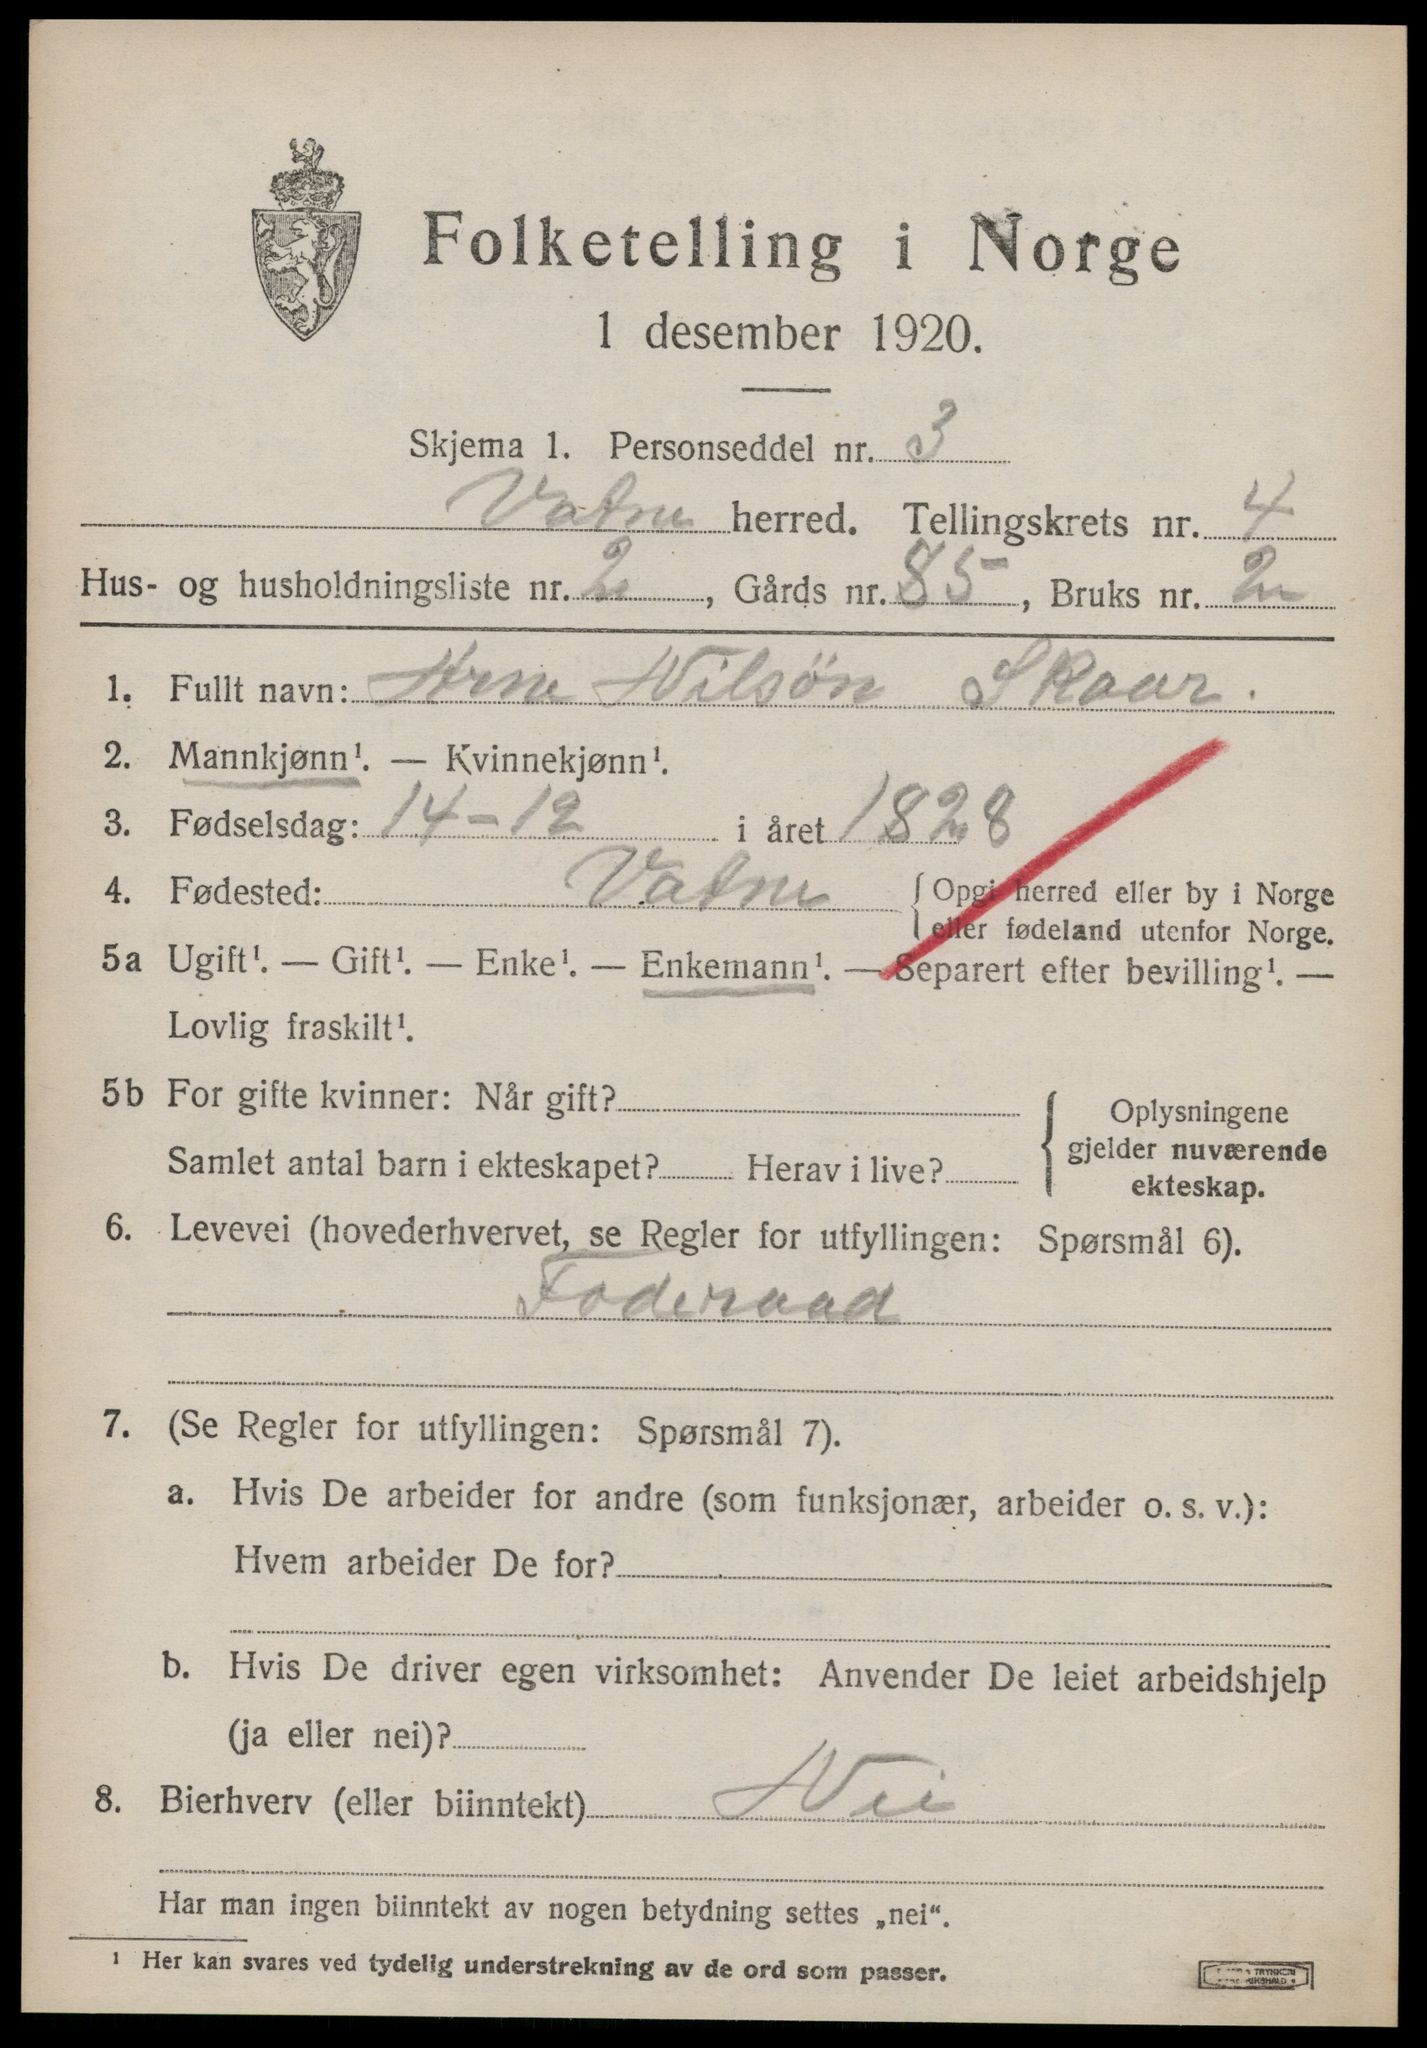 Folketelling i Norge
1 desember 1920.
Skjema 1. Personseddel nr. 3
Vatne herred. Tellingskrets nr. 4
Hus- og husholdningsliste nr. 2, Gårds nr. 85, Bruks nr. 2
1. Fullt navn: Arne Nilsøn Skaar.
2. Mannkjønn¹. — Kvinnekjønn¹.
3. Fødselsdag: 14-12 i året 1828
4. Fødested: Vatne { Opgi herred eller by i Norge
eller fødeland utenfor Norge.
5a Ugift¹. — Gift¹. — Enke¹. — Enkemann¹. — Separert efter bevilling¹. —
Lovlig fraskilt¹.
5b For gifte kvinner: Når gift?
Samlet antal barn i ekteskapet? Herav i live?
{ Oplysningene
gjelder nuværende
ekteskap.
6. Levevei (hovederhvervet, se Regler for utfyllingen: Spørsmål 6).
Foderaad
7. (Se Regler for utfyllingen: Spørsmål 7).
a. Hvis De arbeider for andre (som funksjonær, arbeider o. s. v.):
Hvem arbeider De for?
b. Hvis De driver egen virksomhet: Anvender De leiet arbeidshjelp
(ja eller nei)?
8. Bierhverv (eller biinntekt) Nei
Har man ingen biinntekt av nogen betydning settes „nei“.
¹ Her kan svares ved tydelig understrekning av de ord som passer.